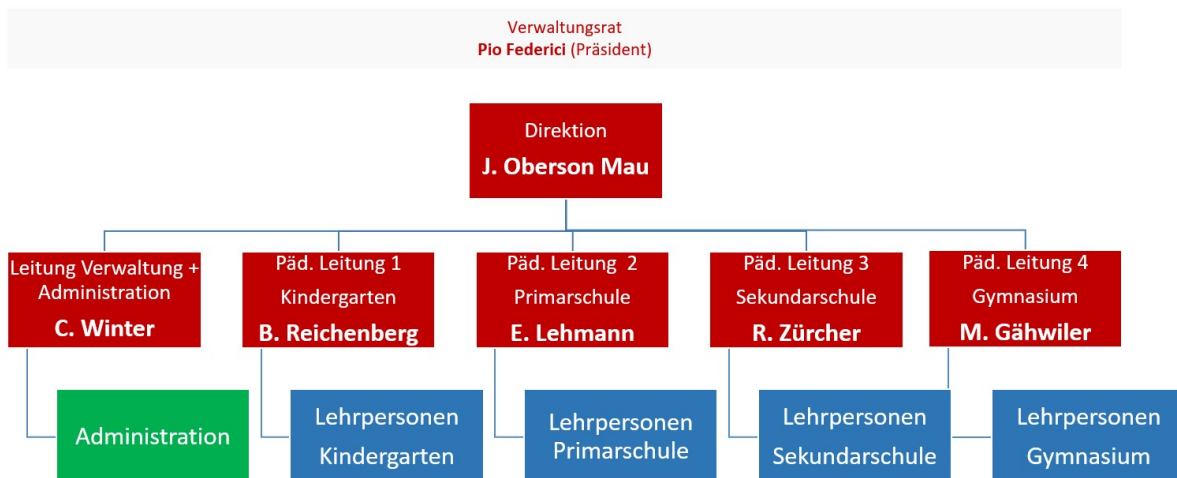 Verwaltungsrat
Pio Federici (Präsident)
Direktion
J. Oberson Mau
Leitung Verwaltung +
Administration
C. Winter
Päd. Leitung 1
Kindergarten
B. Reichenberg
Päd. Leitung 2
Primarschule
E. Lehmann
Päd. Leitung 3
Sekundarschule
R. Zürcher
Päd. Leitung 4
Gymnasium
M. Gähwiler
Administration
Lehrpersonen
Kindergarten
Lehrpersonen
Primarschule
Lehrpersonen
Sekundarschule
Lehrpersonen
Gymnasium